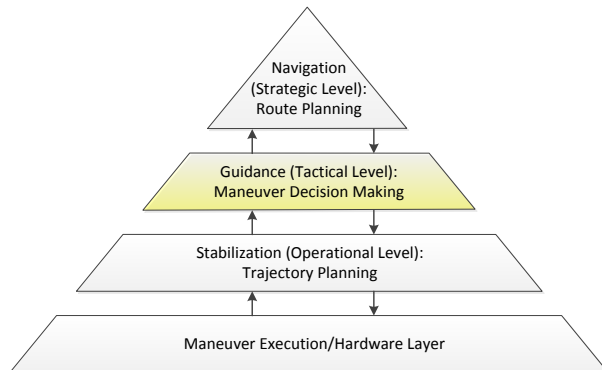 Navigation
(Strategic Level):
Route Planning
Guidance (Tactical Level):
Maneuver Decision Making
Stabilization (Operational Level):
Trajectory Planning
Maneuver Execution/Hardware Layer